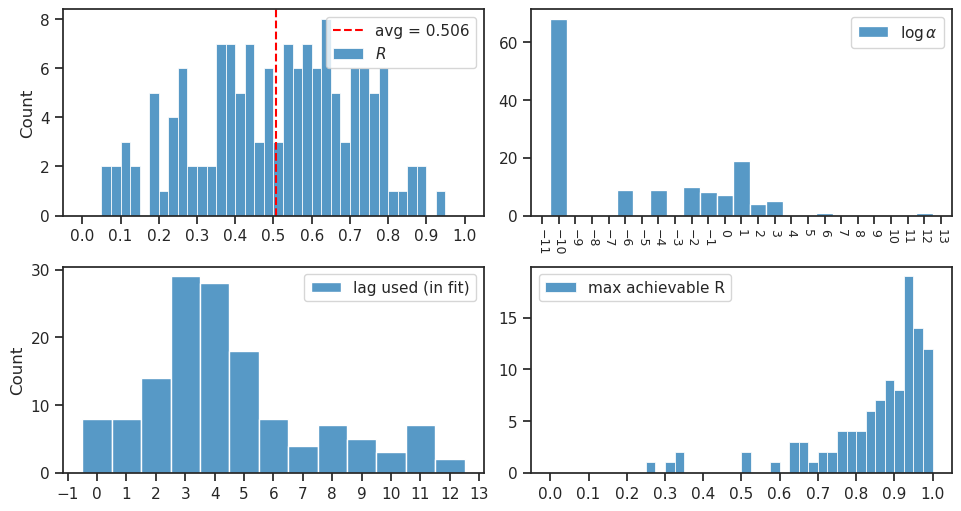 8
6
4
2
0
Count
avg = 0.506
R
0.0 0.1 0.2 0.3 0.4 0.5 0.6 0.7 0.8 0.9 1.0
60
40
20
0
log α
−11 −10 −9 −8 −7 −6 −5 −4 −3 −2 −1 0 1 2 3 4 5 6 7 8 9 10 11 12 13
30
20
10
0
Count
lag used (in fit)
−1 0 1 2 3 4 5 6 7 8 9 10 11 12 13
15
10
5
0
max achievable R
0.0 0.1 0.2 0.3 0.4 0.5 0.6 0.7 0.8 0.9 1.0